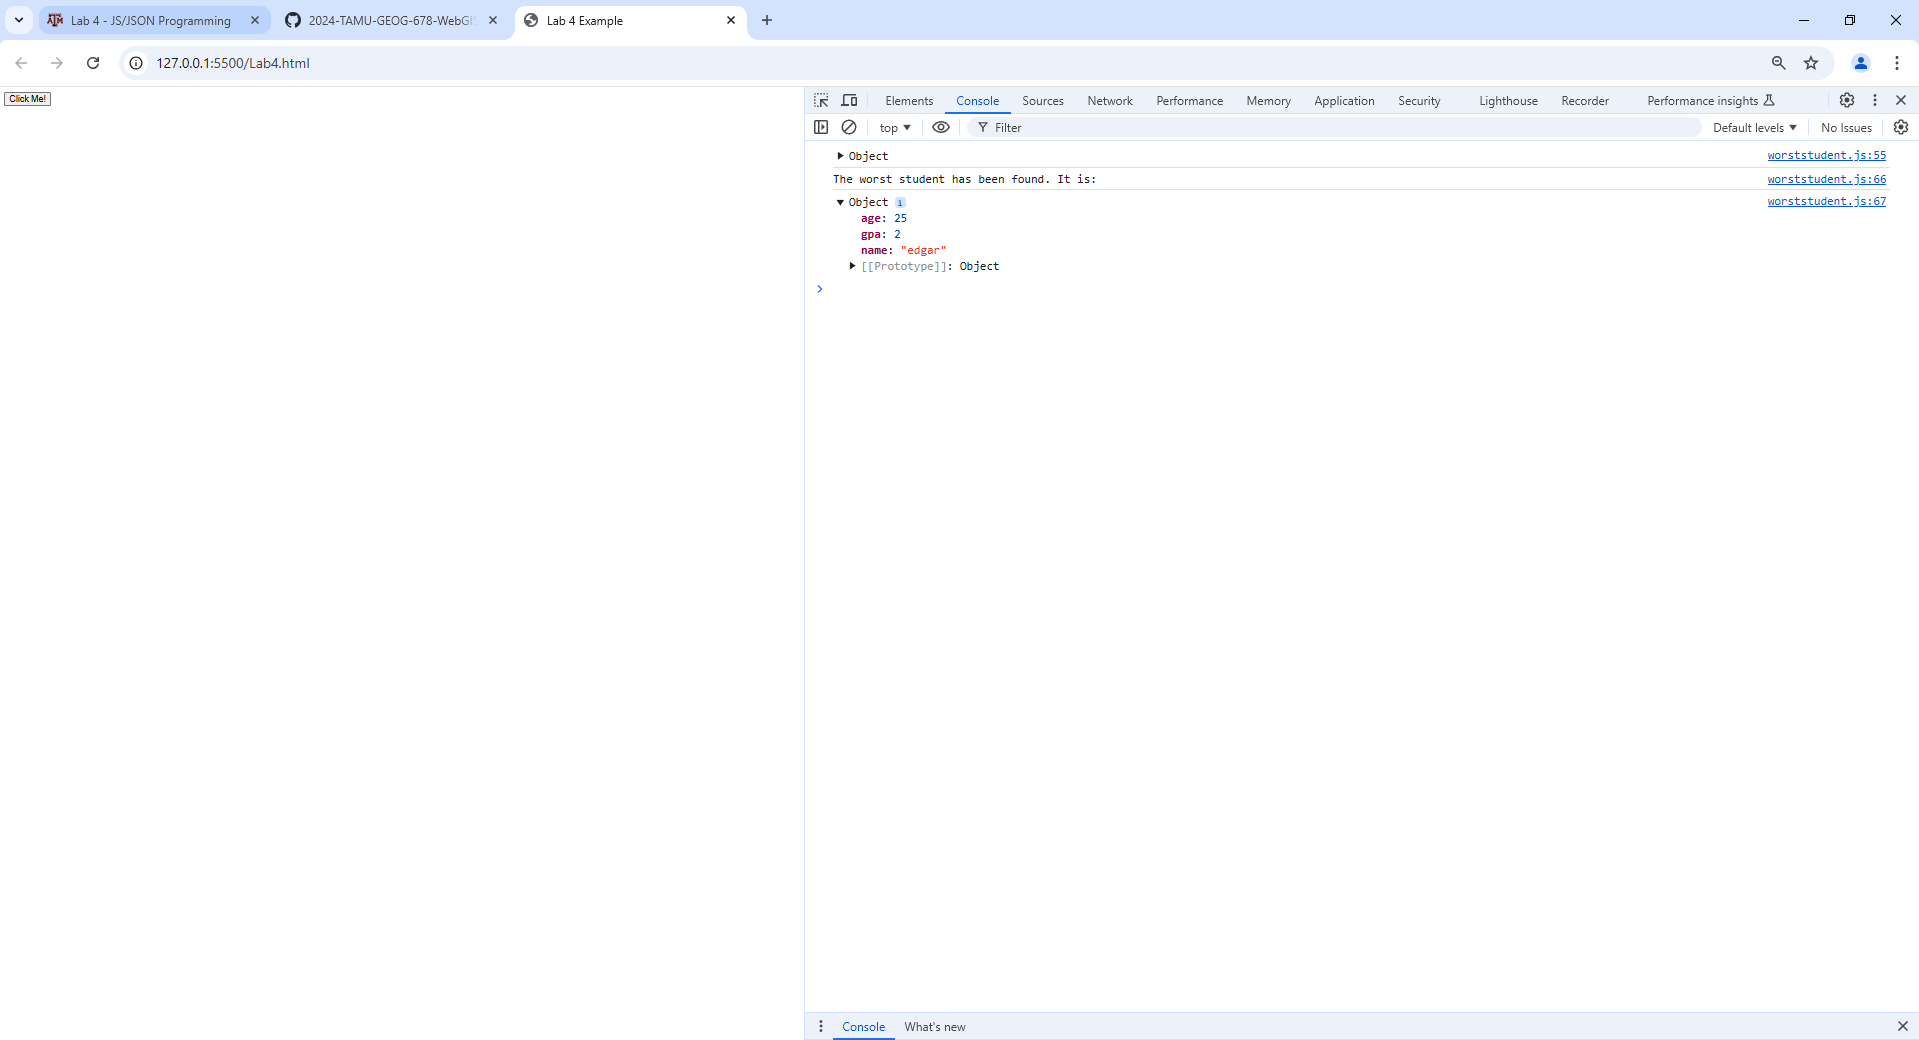 Lab 4 - JS/JSON Programming
2024-TAMU-GEOG-678-WebGI
Lab 4 Example
127.0.0.1:5500/Lab4.html
Click Me!
Elements Console Sources Network Performance Memory Application Security Lighthouse Recorder Performance insights
top Filter Default levels No Issues
Object worststudent.js:55
The worst student has been found. It is: worststudent.js:66
Object i worststudent.js:67
age: 25
gpa: 2
name: "edgar"
[[Prototype]]: Object
Console What's new